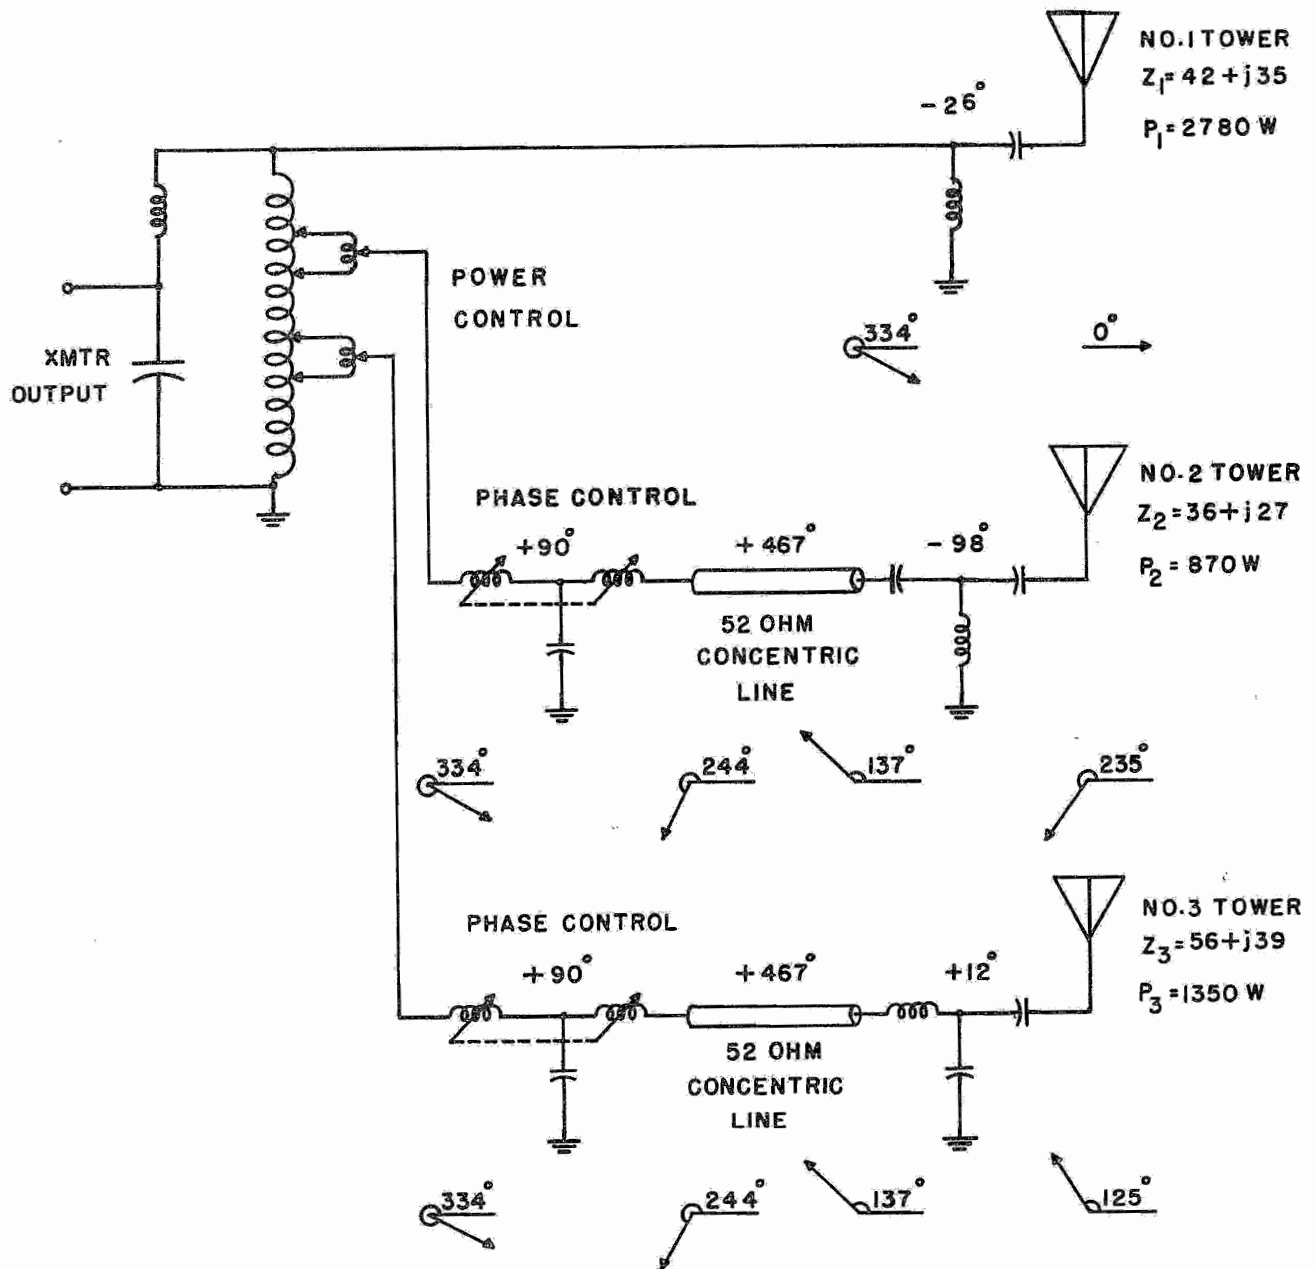 NO.1 TOWER
Z₁=42+j35
P₁=2780 W
-26°
POWER
CONTROL
XMTR
OUTPUT
334°
0°
PHASE CONTROL
+90°
+467°
-98°
NO.2 TOWER
Z₂=36+j27
P₂=870 W
52 OHM
CONCENTRIC
LINE
334°
244°
137°
235°
PHASE CONTROL
+90°
+467°
+12°
NO.3 TOWER
Z₃=56+j39
P₃=1350 W
52 OHM
CONCENTRIC
LINE
334°
244°
137°
125°